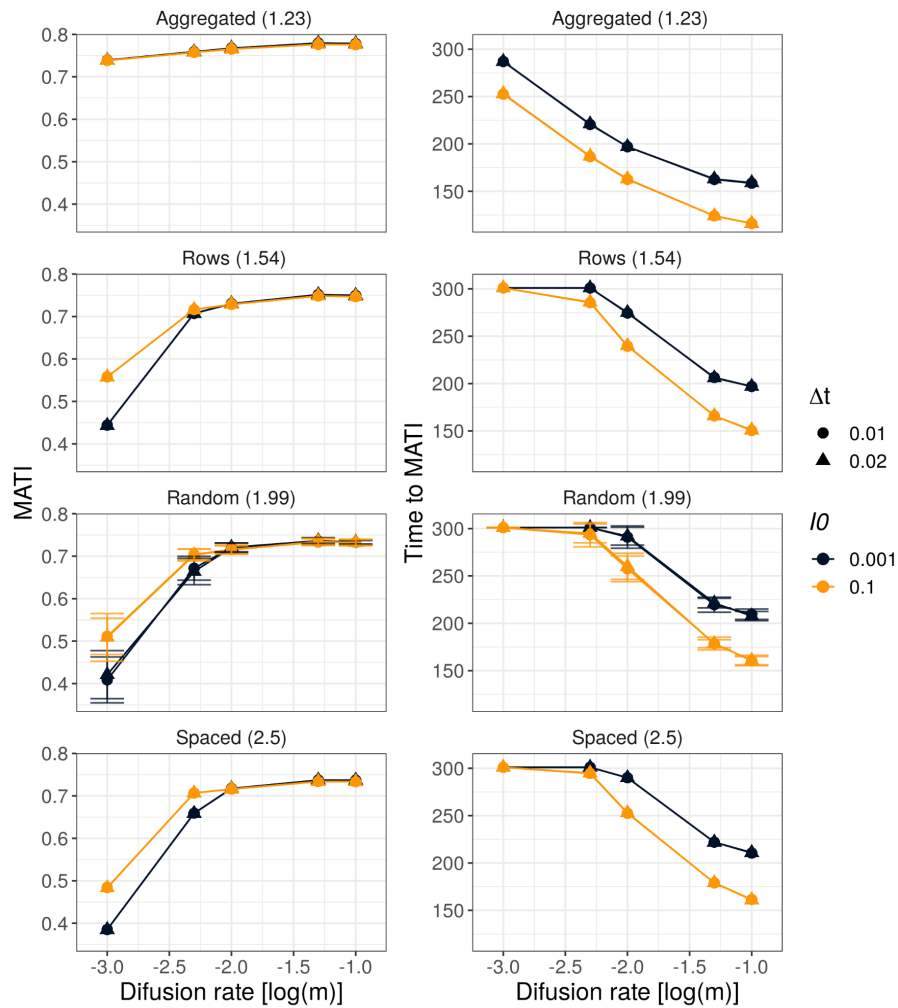 Aggregated (1.23)
0.8
0.7
0.6
0.5
0.4
Aggregated (1.23)
300
250
200
150
Rows (1.54)
0.8
0.7
0.6
0.5
0.4
Rows (1.54)
300
250
200
150
Random (1.99)
0.8
0.7
0.6
0.5
0.4
Random (1.99)
300
250
200
150
Spaced (2.5)
0.8
0.7
0.6
0.5
0.4
Spaced (2.5)
300
250
200
150
MATI
Time to MATI
-3.0 -2.5 -2.0 -1.5 -1.0
Difusion rate [log(m)]
-3.0 -2.5 -2.0 -1.5 -1.0
Difusion rate [log(m)]
Δt
0.01
0.02
I0
0.001
0.1